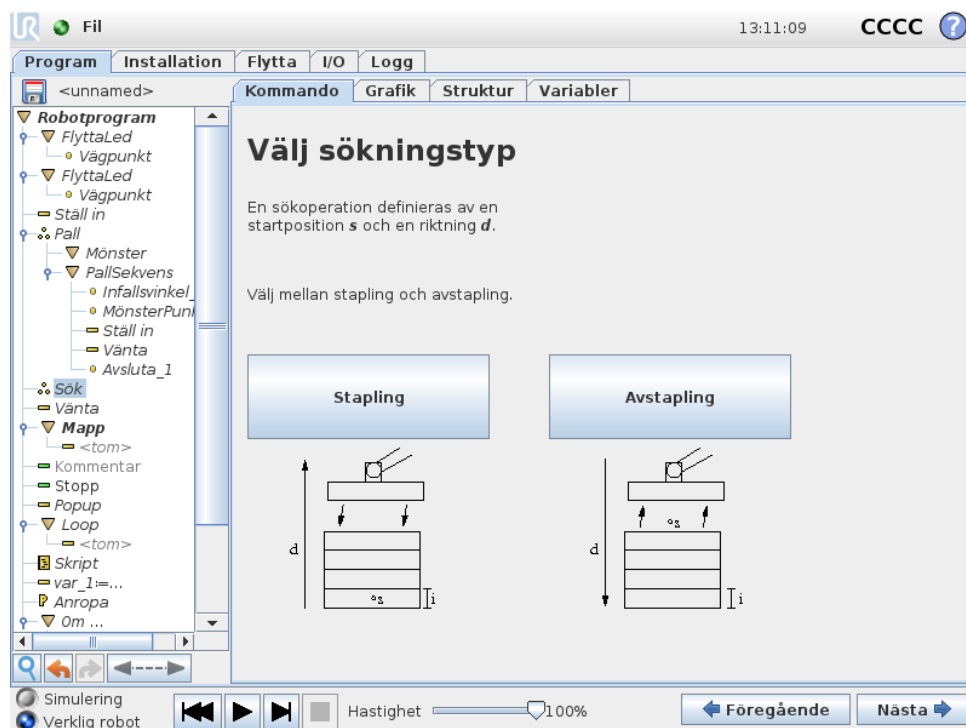 UR Fil 13:11:09 CCCC ?
Program Installation Flytta I/O Logg
<unnamed>
Kommando Grafik Struktur Variabler
Robotprogram
FlyttaLed
Vägpunkt
FlyttaLed
Vägpunkt
Ställ in
Pall
Mönster
PallSekvens
Infallsvinkel_
MönsterPunk
Ställ in
Vänta
Avsluta_1
Sök
Vänta
Mapp
<tom>
Kommentar
Stopp
Popup
Loop
<tom>
Skript
var_1:=...
P Anropa
Om ...
Välj sökningstyp
En sökoperation definieras av en
startposition s och en riktning d.
Välj mellan stapling och avstapling.
Stapling
Avstapling
d
s
i
d
s
i
Simulering
Verklig robot
Hastighet 100%
Föregående
Nästa